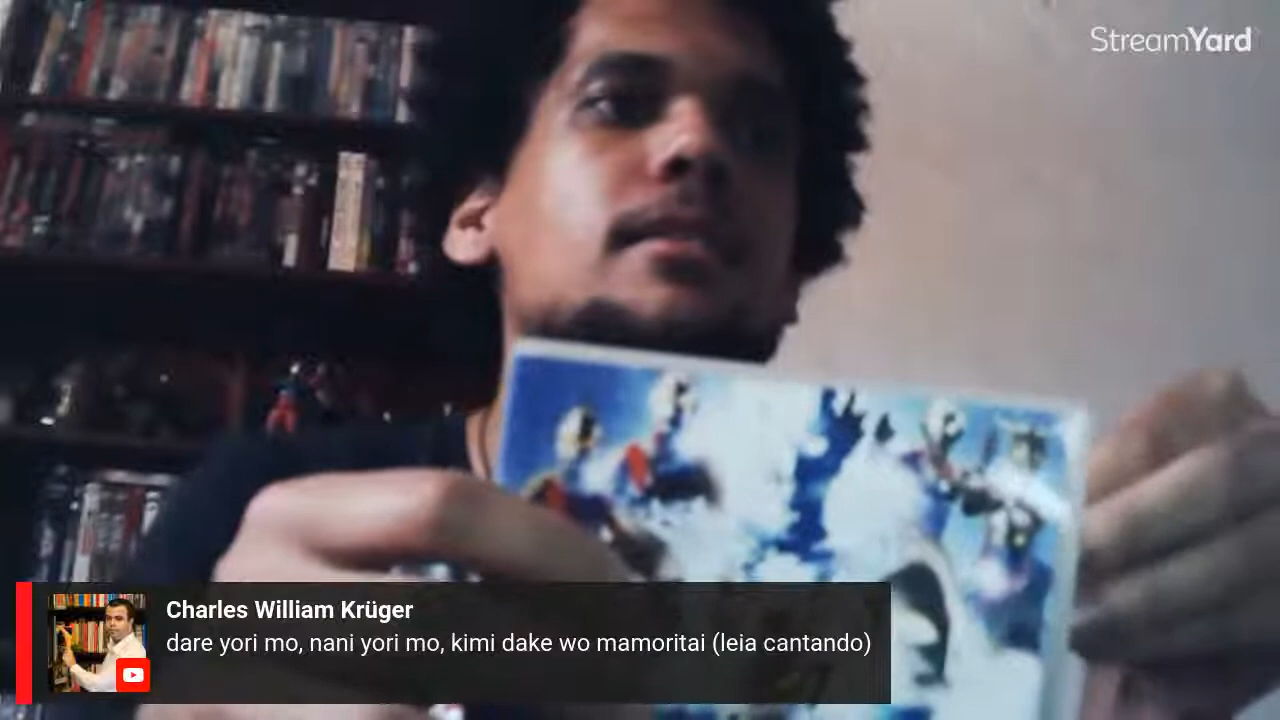 StreamYard
Charles William Krüger
dare yori mo, nani yori mo, kimi dake wo mamoritai (leia cantando)